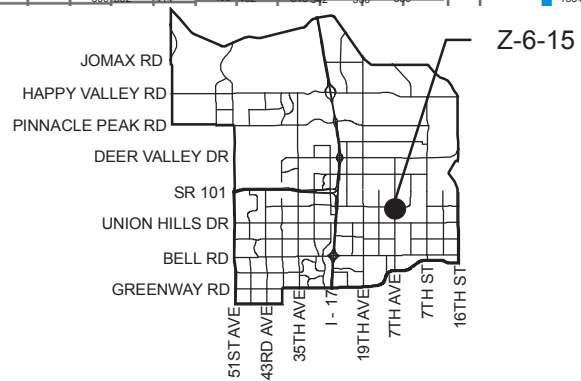 Z-6-15
JOMAX RD
HAPPY VALLEY RD
PINNACLE PEAK RD
DEER VALLEY DR
SR 101
UNION HILLS DR
BELL RD
GREENWAY RD
51ST AVE
43RD AVE
35TH AVE
I - 17
19TH AVE
7TH AVE
7TH ST
16TH ST